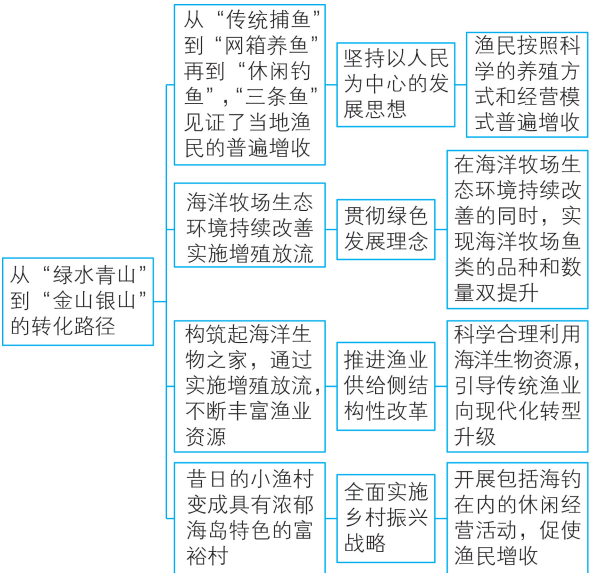 从“绿水青山”
到“金山银山”
的转化路径
从“传统捕鱼”
到“网箱养鱼”
再到“休闲钓
鱼”，“三条鱼”
见证了当地渔
民的普遍增收
坚持以人民
为中心的发
展思想
渔民按照科
学的养殖方
式和经营模
式普遍增收
海洋牧场生态
环境持续改善
实施增殖放流
贯彻绿色
发展理念
在海洋牧场生
态环境持续改
善的同时，实
现海洋牧场鱼
类的品种和数
量双提升
构筑起海洋生
物之家，通过
实施增殖放流，
不断丰富渔业
资源
推进渔业
供给侧结
构性改革
科学合理利用
海洋生物资源，
引导传统渔业
向现代化转型
升级
昔日的小渔村
变成具有浓郁
海岛特色的富
裕村
全面实施
乡村振兴
战略
开展包括海钓
在内的休闲经
营活动，促使
渔民增收